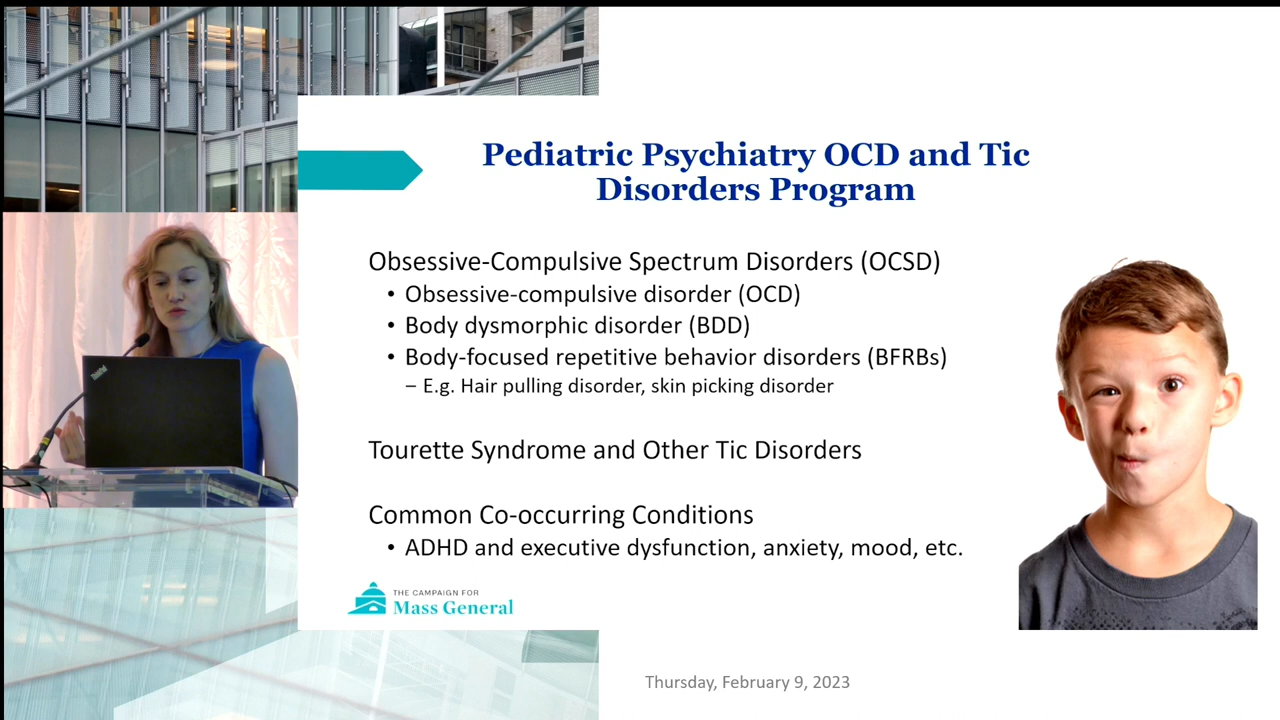 Pediatric Psychiatry OCD and Tic
Disorders Program
Obsessive-Compulsive Spectrum Disorders (OCSD)
• Obsessive-compulsive disorder (OCD)
• Body dysmorphic disorder (BDD)
• Body-focused repetitive behavior disorders (BFRBs)
– E.g. Hair pulling disorder, skin picking disorder
Tourette Syndrome and Other Tic Disorders
Common Co-occurring Conditions
• ADHD and executive dysfunction, anxiety, mood, etc.
THE CAMPAIGN FOR
Mass General
Thursday, February 9, 2023
ThinkPad